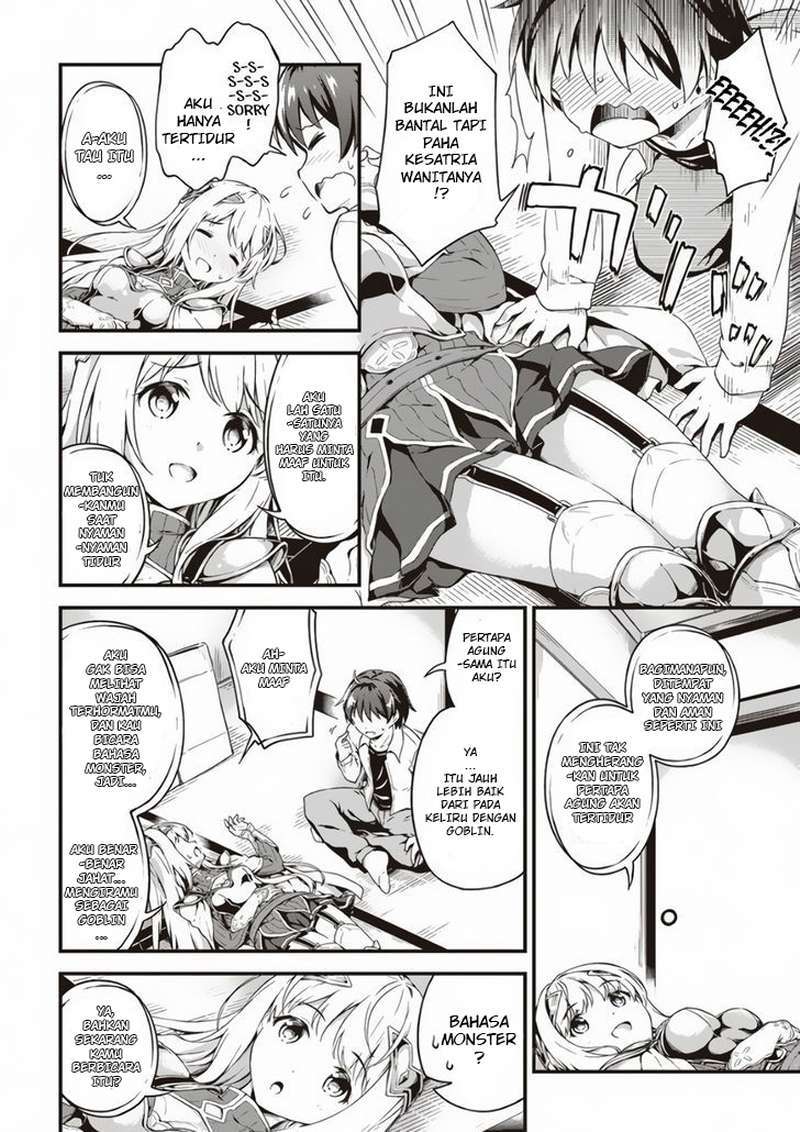 EEEEEH!?!
INI
BUKANLAH
BANTAL TAPI
PAHA
KESATRIA
WANITANYA
!?
カ
S-S-
S-S-S
-S-S-
SORRY
!
AKU
HANYA
TERTIDUR
...
A-AKU
TAU ITU
...
AKU
LAH SATU
-SATUNYA
YANG
HARUS MINTA
MAAF UNTUK
ITU.
TUK
MEMBANGUN
-KANMU
SAAT
NYAMAN
-NYAMAN
TIDUR
BAGIMANAPUN,
DITEMPAT
YANG NYAMAN
DAN AMAN
SEPERTI INI
INI TAK
MENGHERANG
-KAN UNTUK
PERTAPA
AGUNG AKAN
TERTIDUR
PERTAPA
AGUNG
-SAMA ITU
AKU?
YA
...
ITU JAUH
LEBIH BAIK
DARI PADA
KELIRU DENGAN
GOBLIN.
AH-
AKU MINTA
MAAF
AKU
GAK BISA
MELIHAT
WAJAH
TERHORMATMU,
DAN KAU
BICARA
BAHASA
MONSTER,
JADI...
AKU BENAR
-BENAR
JAHAT...
MENGIRAMU
SEBAGAI
GOBLIN
...
BAHASA
MONSTER
?
YA,
BAHKAN
SEKARANG
KAMU
BERBICARA
ITU?